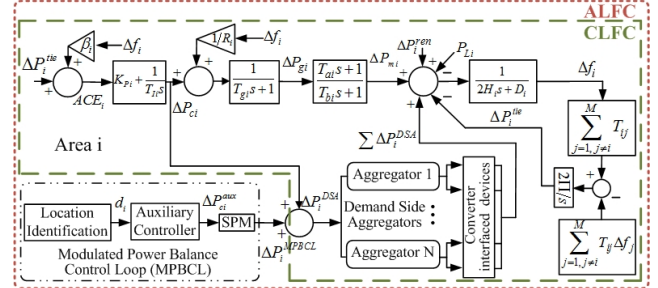 ALFC
CLFC
ΔP_i^tie
β_i
Δf_i
ACE_i
K_Pi + 1/T_Ii s
ΔP_ci
1/R_i
Δf_i
1/(T_gi s+1)
ΔP_gi
(T_ai s+1)/(T_bi s+1)
ΔP_mi
ΔP_i^ren
P_Li
1/(2H_i s + D_i)
Δf_i
ΔP_i^tie
∑_{j=1, j≠i}^M T_ij
2Π/s
∑_{j=1, j≠i}^M T_ij Δf_j
∑ ΔP_i^DSA
Area i
Location
Identification
d_i
Auxiliary
Controller
ΔP_ci^aux
SPM
ΔP_i^MPBCL
Modulated Power Balance
Control Loop (MPBCL)
ΔP_i^DSA
Aggregator 1
Demand Side
Aggregators
Aggregator N
Converter
interfaced devices